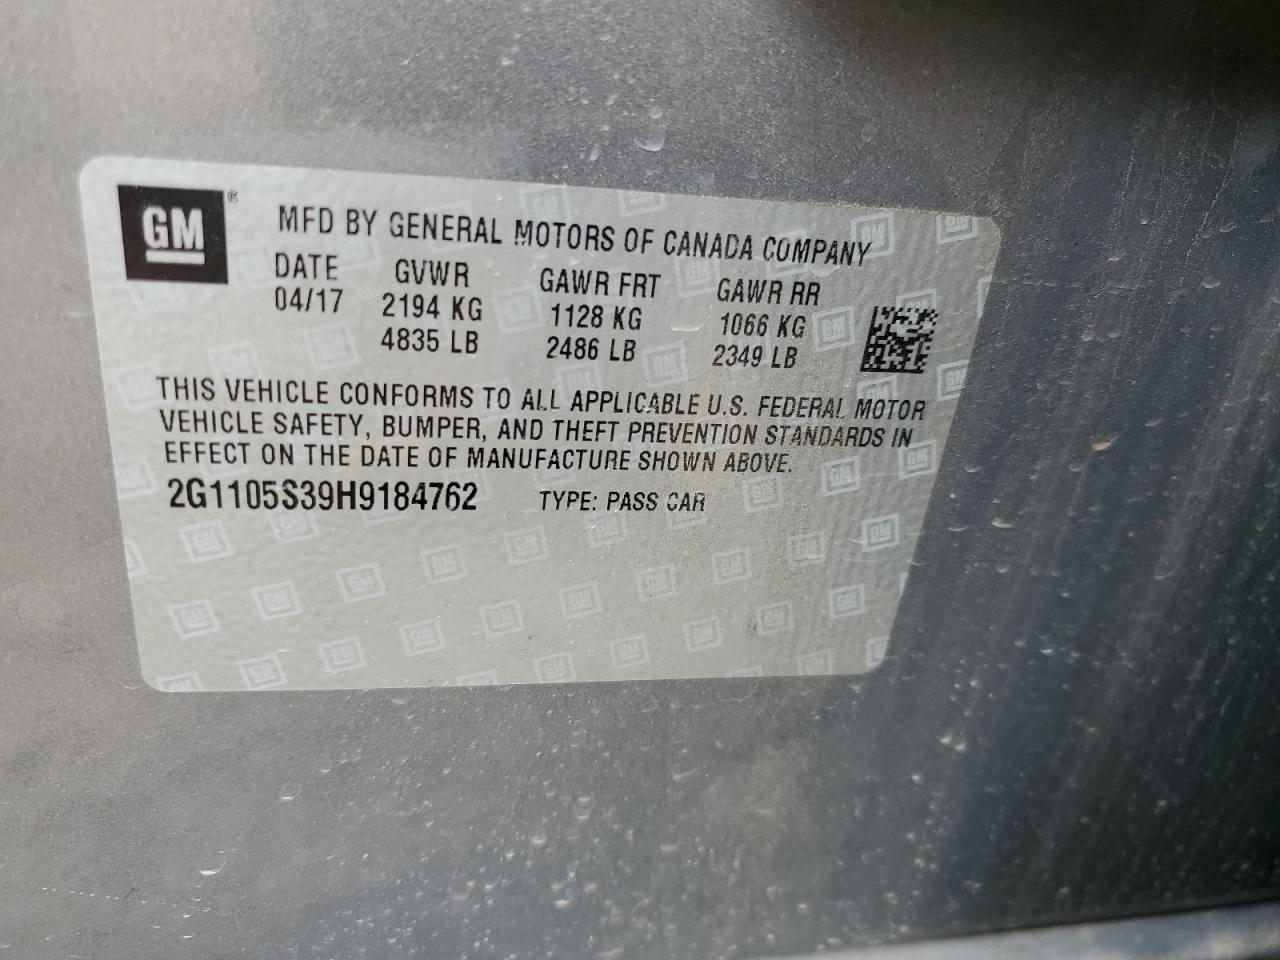 GM ® MFD BY GENERAL MOTORS OF CANADA COMPANY
DATE GVWR GAWR FRT GAWR RR
04/17 2194 KG 1128 KG 1066 KG
4835 LB 2486 LB 2349 LB
THIS VEHICLE CONFORMS TO ALL APPLICABLE U.S. FEDERAL MOTOR
VEHICLE SAFETY, BUMPER, AND THEFT PREVENTION STANDARDS IN
EFFECT ON THE DATE OF MANUFACTURE SHOWN ABOVE.
2G1105S39H9184762 TYPE: PASS CAR